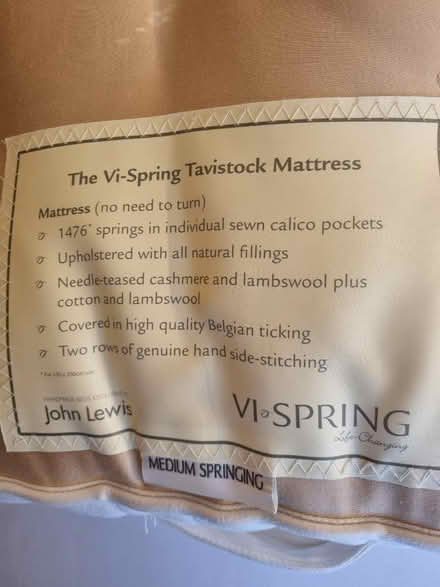 The Vi-Spring Tavistock Mattress
Mattress (no need to turn)
1476* springs in individual sewn calico pockets
Upholstered with all natural fillings
Needle-teased cashmere and lambswool plus
cotton and lambswool
Covered in high quality Belgian ticking
Two rows of genuine hand side-stitching
John Lewis
VI-SPRING
Life-Changing
MEDIUM SPRINGING